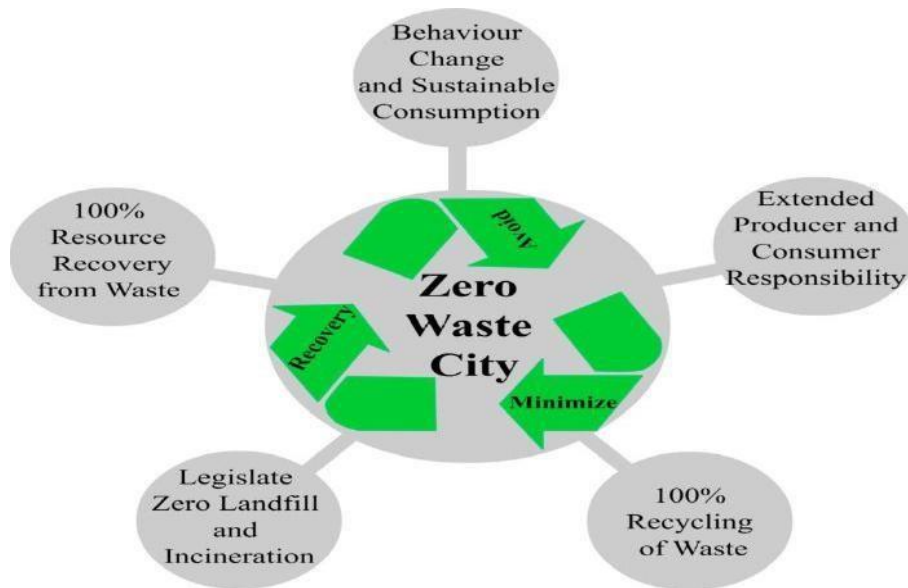 Behaviour
Change
and Sustainable
Consumption
100%
Resource
Recovery
from Waste
Extended
Producer and
Consumer
Responsibility
Avoid
Zero
Waste
City
Recovery
Minimize
Legislate
Zero Landfill
and
Incineration
100%
Recycling
of Waste